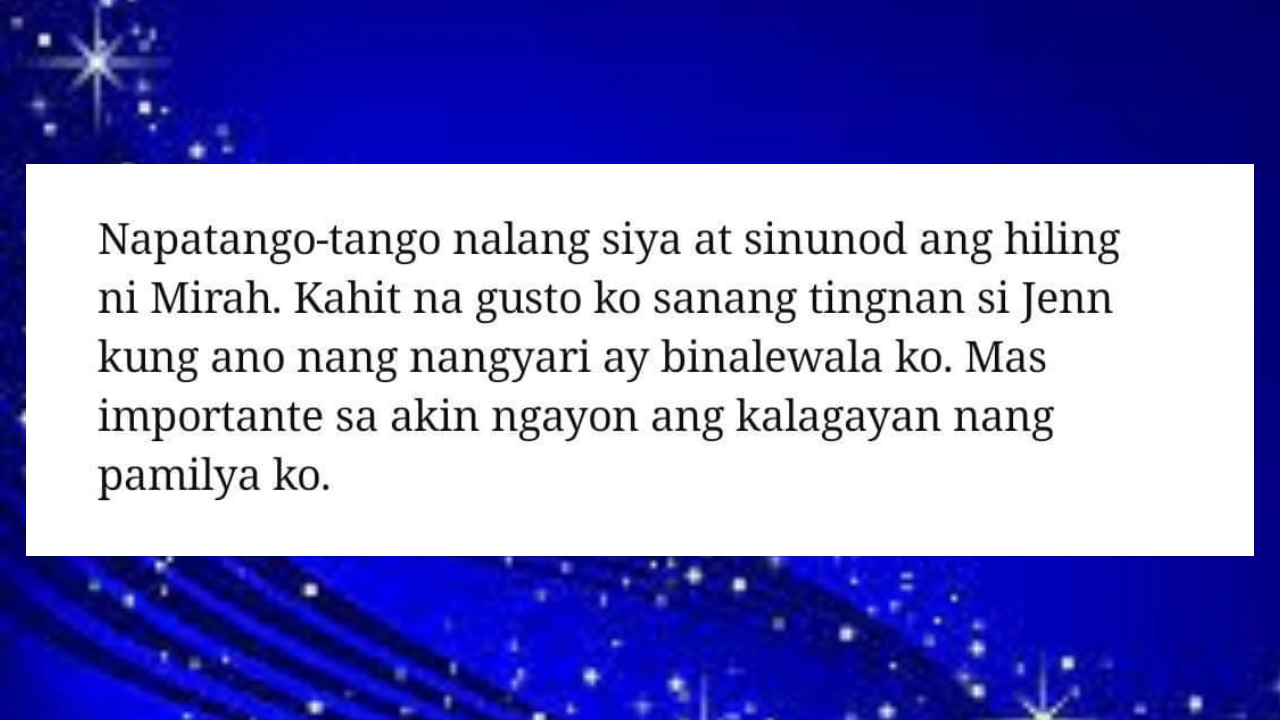 Napatango-tango nalang siya at sinunod ang hiling
ni Mirah. Kahit na gusto ko sanang tingnan si Jenn
kung ano nang nangyari ay binalewala ko. Mas
importante sa akin ngayon ang kalagayan nang
pamilya ko.